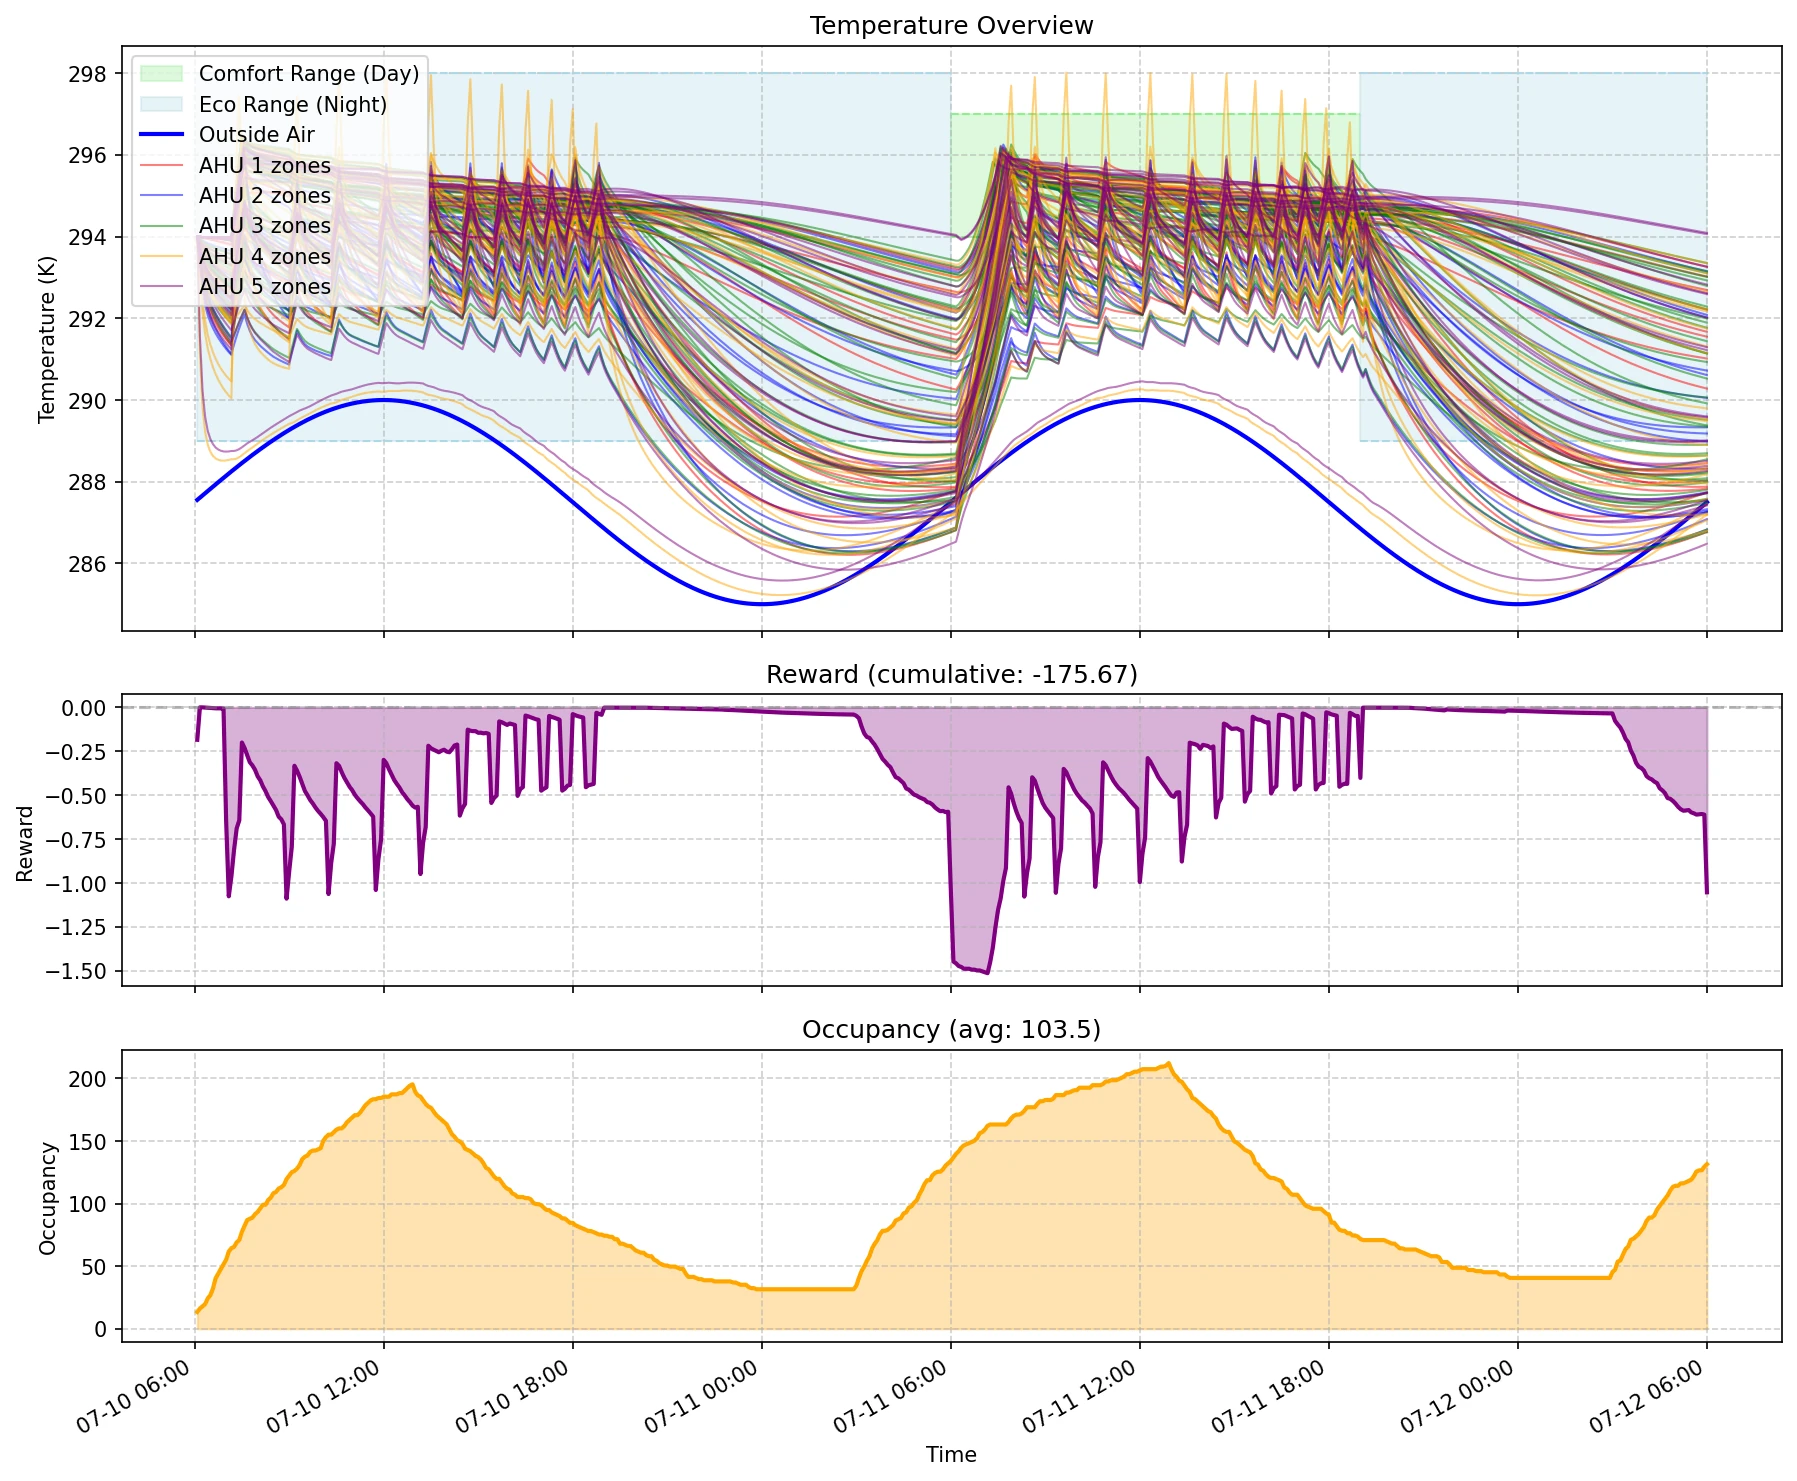 Temperature Overview
298
296
294
292
290
288
286
Temperature (K)
Comfort Range (Day)
Eco Range (Night)
Outside Air
AHU 1 zones
AHU 2 zones
AHU 3 zones
AHU 4 zones
AHU 5 zones
Reward (cumulative: -175.67)
0.00
−0.25
−0.50
−0.75
−1.00
−1.25
−1.50
Reward
Occupancy (avg: 103.5)
200
150
100
50
0
Occupancy
07-10 06:00
07-10 12:00
07-10 18:00
07-11 00:00
07-11 06:00
07-11 12:00
07-11 18:00
07-12 00:00
07-12 06:00
Time